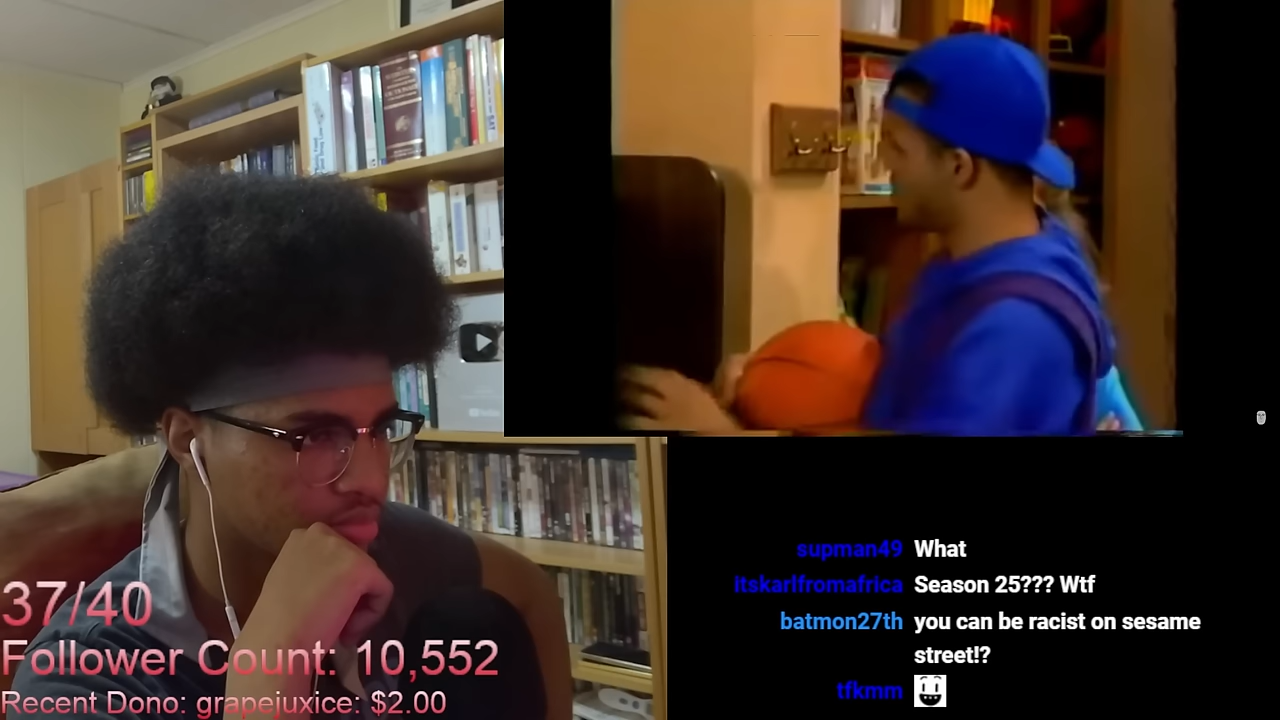 37/40
Follower Count: 10,552
Recent Dono: grapejuxice: $2.00
supman49 What
itskarlfromafrica Season 25??? Wtf
batmon27th you can be racist on sesame
street!?
tfkmm